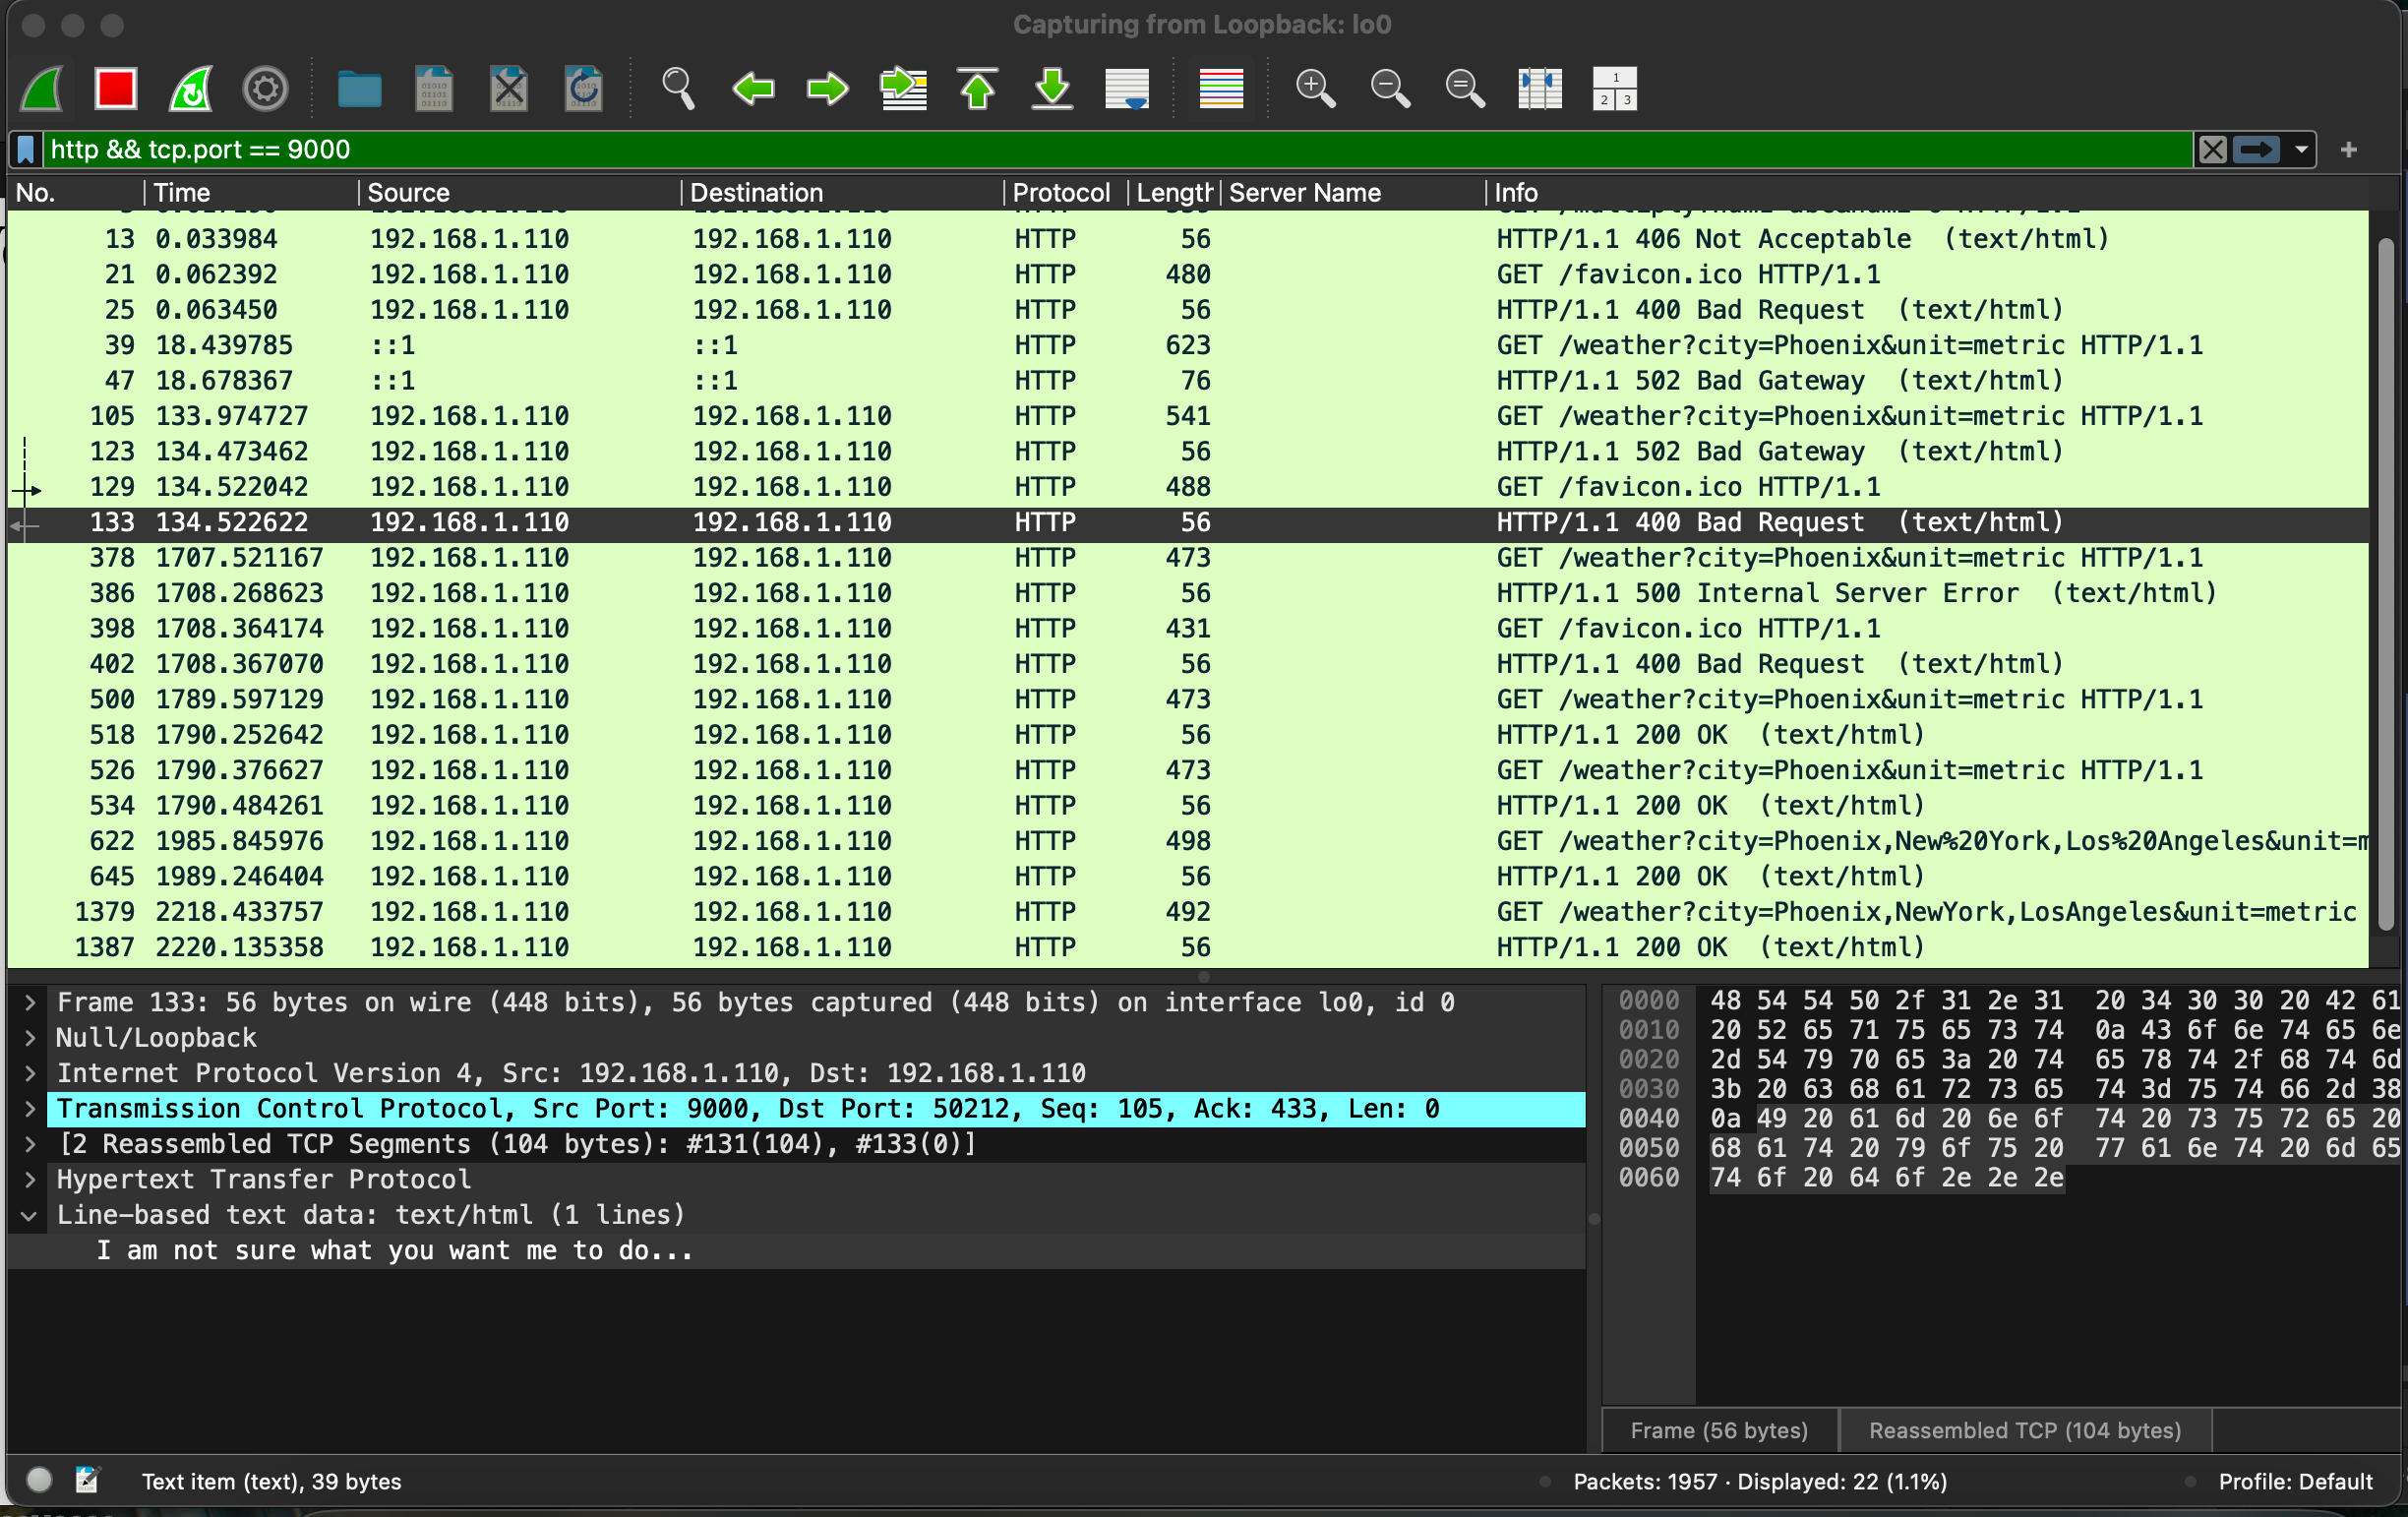 Capturing from Loopback: lo0
http && tcp.port == 9000
No. Time Source Destination Protocol Length Server Name Info
13 0.033984 192.168.1.110 192.168.1.110 HTTP 56 HTTP/1.1 406 Not Acceptable (text/html)
21 0.062392 192.168.1.110 192.168.1.110 HTTP 480 GET /favicon.ico HTTP/1.1
25 0.063450 192.168.1.110 192.168.1.110 HTTP 56 HTTP/1.1 400 Bad Request (text/html)
39 18.439785 ::1 ::1 HTTP 623 GET /weather?city=Phoenix&unit=metric HTTP/1.1
47 18.678367 ::1 ::1 HTTP 76 HTTP/1.1 502 Bad Gateway (text/html)
105 133.974727 192.168.1.110 192.168.1.110 HTTP 541 GET /weather?city=Phoenix&unit=metric HTTP/1.1
123 134.473462 192.168.1.110 192.168.1.110 HTTP 56 HTTP/1.1 502 Bad Gateway (text/html)
129 134.522042 192.168.1.110 192.168.1.110 HTTP 488 GET /favicon.ico HTTP/1.1
133 134.522622 192.168.1.110 192.168.1.110 HTTP 56 HTTP/1.1 400 Bad Request (text/html)
378 1707.521167 192.168.1.110 192.168.1.110 HTTP 473 GET /weather?city=Phoenix&unit=metric HTTP/1.1
386 1708.268623 192.168.1.110 192.168.1.110 HTTP 56 HTTP/1.1 500 Internal Server Error (text/html)
398 1708.364174 192.168.1.110 192.168.1.110 HTTP 431 GET /favicon.ico HTTP/1.1
402 1708.367070 192.168.1.110 192.168.1.110 HTTP 56 HTTP/1.1 400 Bad Request (text/html)
500 1789.597129 192.168.1.110 192.168.1.110 HTTP 473 GET /weather?city=Phoenix&unit=metric HTTP/1.1
518 1790.252642 192.168.1.110 192.168.1.110 HTTP 56 HTTP/1.1 200 OK (text/html)
526 1790.376627 192.168.1.110 192.168.1.110 HTTP 473 GET /weather?city=Phoenix&unit=metric HTTP/1.1
534 1790.484261 192.168.1.110 192.168.1.110 HTTP 56 HTTP/1.1 200 OK (text/html)
622 1985.845976 192.168.1.110 192.168.1.110 HTTP 498 GET /weather?city=Phoenix,New%20York,Los%20Angeles&unit=m
645 1989.246404 192.168.1.110 192.168.1.110 HTTP 56 HTTP/1.1 200 OK (text/html)
1379 2218.433757 192.168.1.110 192.168.1.110 HTTP 492 GET /weather?city=Phoenix,NewYork,LosAngeles&unit=metric
1387 2220.135358 192.168.1.110 192.168.1.110 HTTP 56 HTTP/1.1 200 OK (text/html)
Frame 133: 56 bytes on wire (448 bits), 56 bytes captured (448 bits) on interface lo0, id 0
Null/Loopback
Internet Protocol Version 4, Src: 192.168.1.110, Dst: 192.168.1.110
Transmission Control Protocol, Src Port: 9000, Dst Port: 50212, Seq: 105, Ack: 433, Len: 0
[2 Reassembled TCP Segments (104 bytes): #131(104), #133(0)]
Hypertext Transfer Protocol
Line-based text data: text/html (1 lines)
I am not sure what you want me to do...
0000 48 54 54 50 2f 31 2e 31 20 34 30 30 20 42 61
0010 20 52 65 71 75 65 73 74 0a 43 6f 6e 74 65 6e
0020 2d 54 79 70 65 3a 20 74 65 78 74 2f 68 74 6d
0030 3b 20 63 68 61 72 73 65 74 3d 75 74 66 2d 38
0040 0a 49 20 61 6d 20 6e 6f 74 20 73 75 72 65 20
0050 68 61 74 20 79 6f 75 20 77 61 6e 74 20 6d 65
0060 74 6f 20 64 6f 2e 2e 2e
Frame (56 bytes) Reassembled TCP (104 bytes)
Text item (text), 39 bytes Packets: 1957 · Displayed: 22 (1.1%) Profile: Default